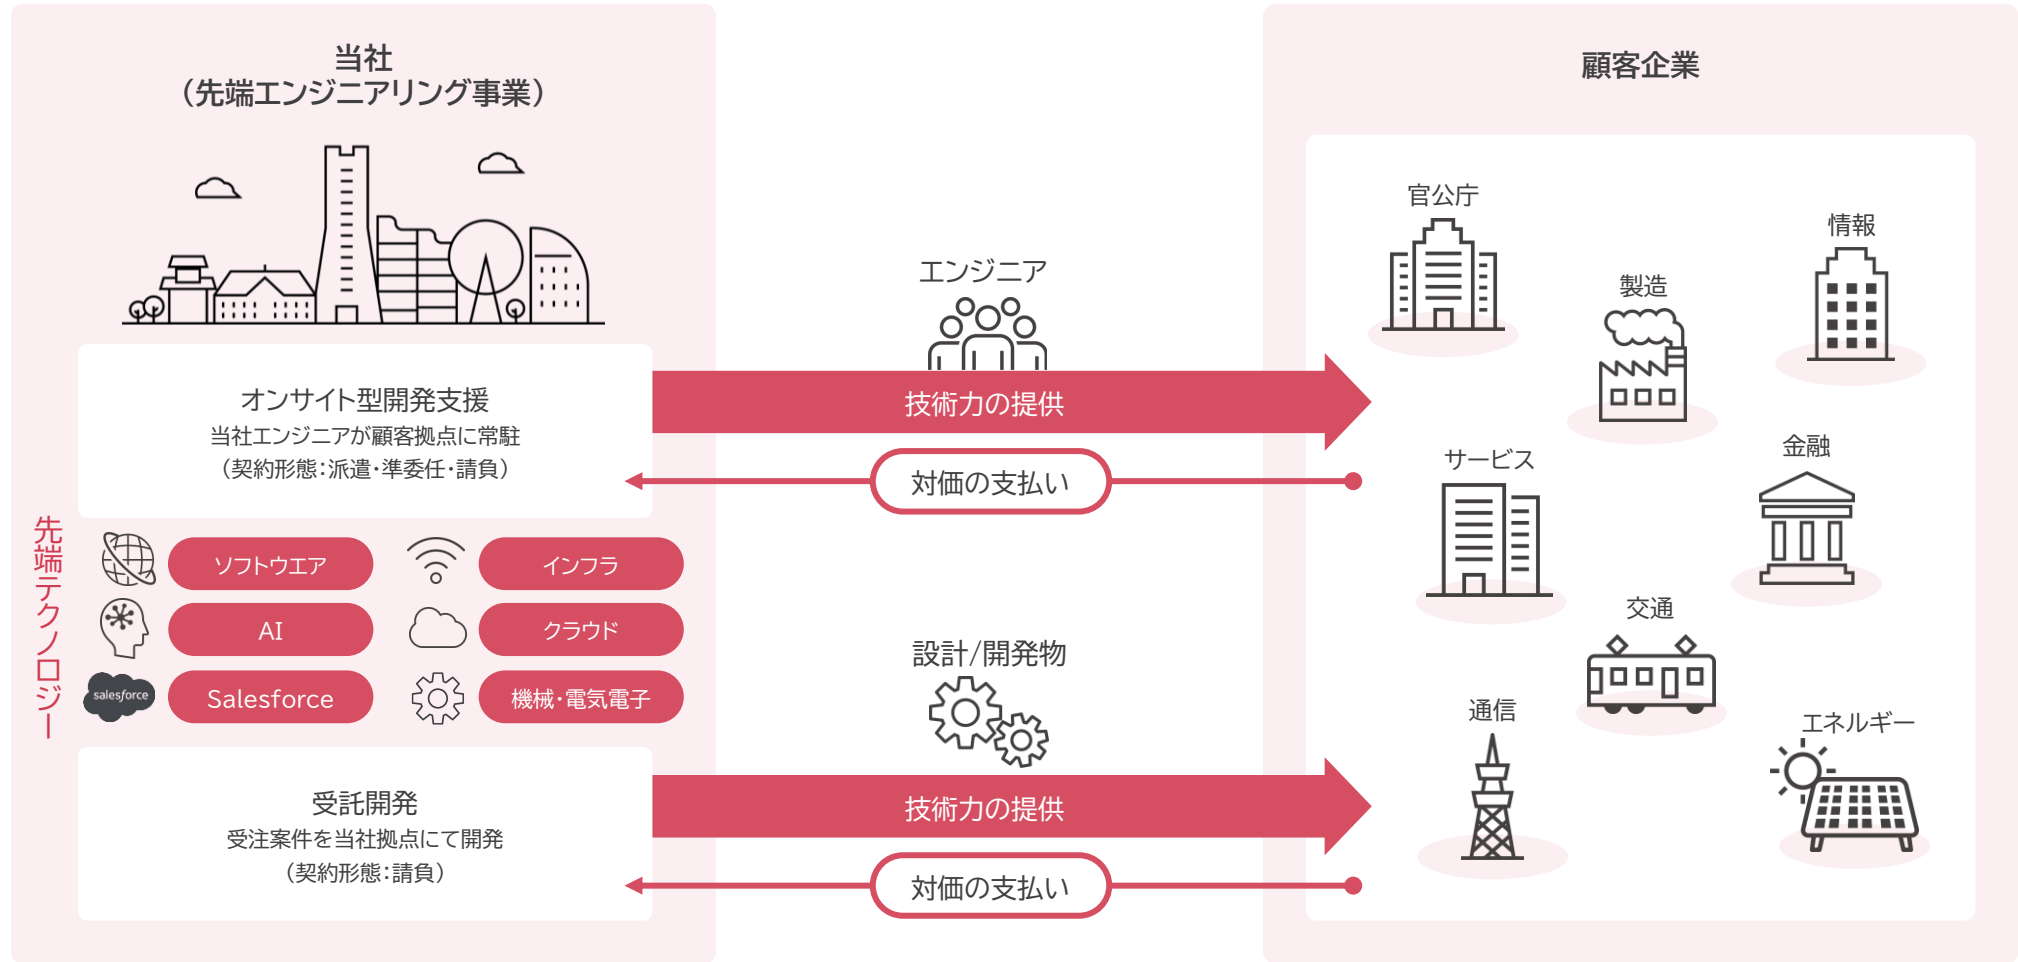 当社
（先端エンジニアリング事業）
オンサイト型開発支援
当社エンジニアが顧客拠点に常駐
（契約形態：派遣・準委任・請負）
先端テクノロジー
ソフトウエア
インフラ
AI
クラウド
salesforce
Salesforce
機械・電気電子
受託開発
受注案件を当社拠点にて開発
（契約形態：請負）
エンジニア
技術力の提供
対価の支払い
設計/開発物
技術力の提供
対価の支払い
顧客企業
官公庁
情報
製造
サービス
金融
交通
通信
エネルギー